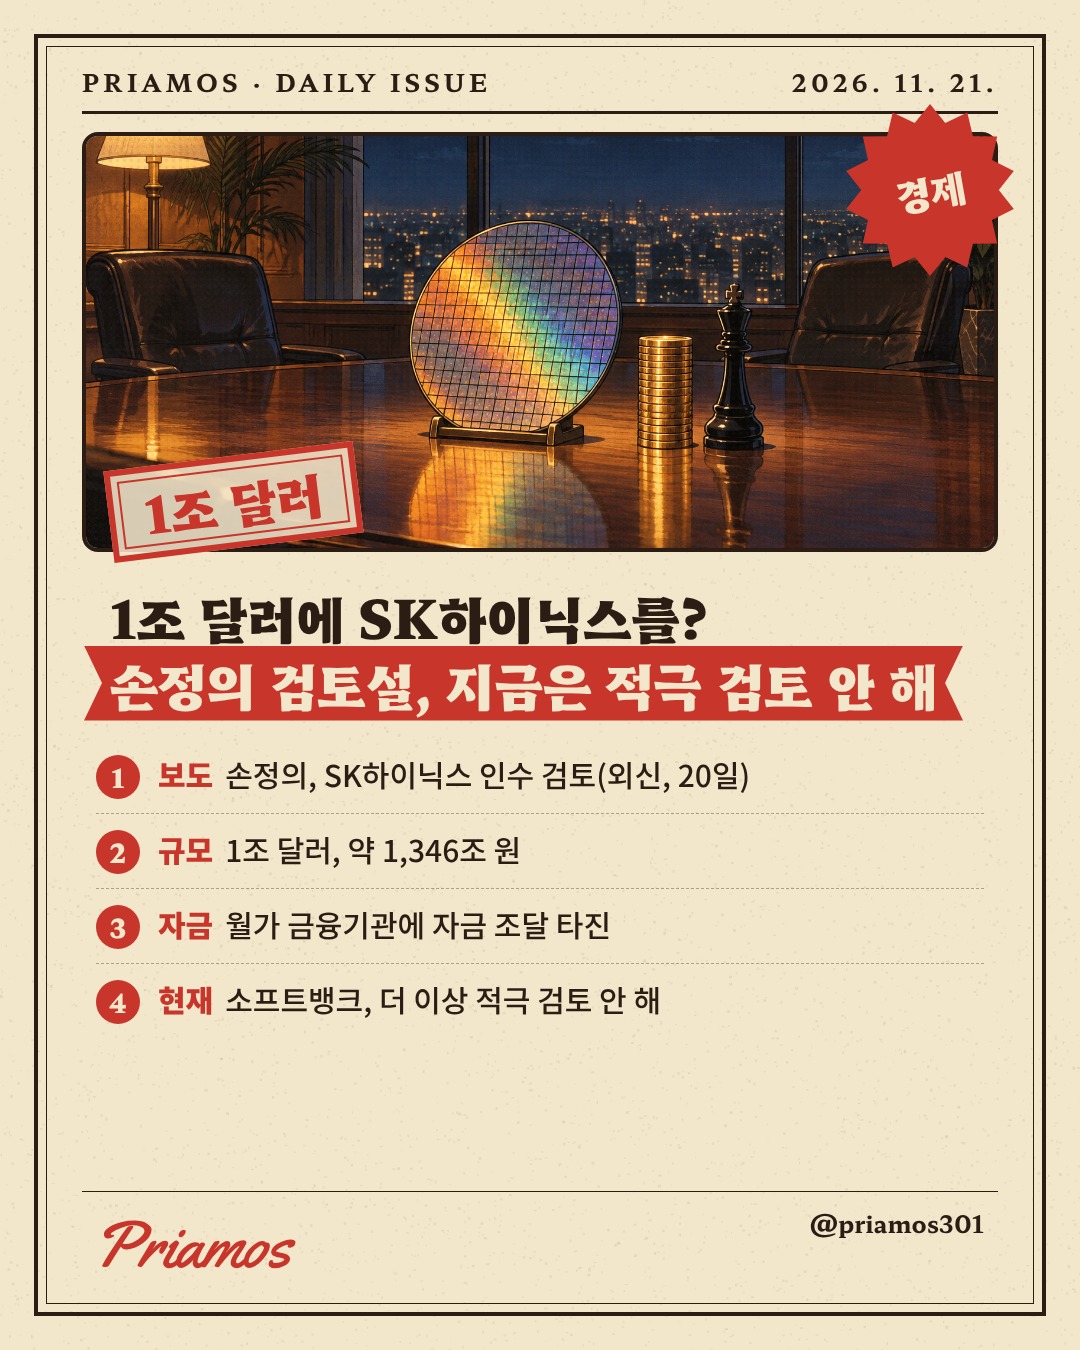 PRIAMOS · DAILY ISSUE
2026. 11. 21.
경제
1조 달러
1조 달러에 SK하이닉스를?
손정의 검토설, 지금은 적극 검토 안 해
1 보도 손정의, SK하이닉스 인수 검토(외신, 20일)
2 규모 1조 달러, 약 1,346조 원
3 자금 월가 금융기관에 자금 조달 타진
4 현재 소프트뱅크, 더 이상 적극 검토 안 해
Priamos
@priamos301